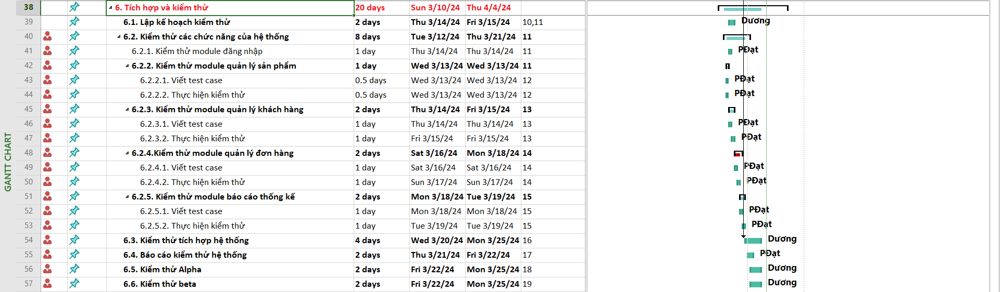 38 6. Tích hợp và kiểm thử 20 days Sun 3/10/24 Thu 4/4/24
39 6.1. Lập kế hoạch kiểm thử 2 days Thu 3/14/24 Fri 3/15/24 10,11 Dương
40 6.2. Kiểm thử các chức năng của hệ thống 8 days Tue 3/12/24 Thu 3/21/24 11
41 6.2.1. Kiểm thử module đăng nhập 1 day Thu 3/14/24 Thu 3/14/24 11 PĐạt
42 6.2.2. Kiểm thử module quản lý sản phẩm 1 day Wed 3/13/24 Wed 3/13/24 11
43 6.2.2.1. Viết test case 0.5 days Wed 3/13/24 Wed 3/13/24 12 PĐạt
44 6.2.2.2. Thực hiện kiểm thử 0.5 days Wed 3/13/24 Wed 3/13/24 12 PĐạt
45 6.2.3. Kiểm thử module quản lý khách hàng 2 days Thu 3/14/24 Fri 3/15/24 13
46 6.2.3.1. Viết test case 1 day Thu 3/14/24 Thu 3/14/24 13 PĐạt
47 6.2.3.2. Thực hiện kiểm thử 1 day Fri 3/15/24 Fri 3/15/24 13 PĐạt
48 6.2.4.Kiểm thử module quản lý đơn hàng 2 days Sat 3/16/24 Mon 3/18/24 14
49 6.2.4.1. Viết test case 1 day Sat 3/16/24 Sat 3/16/24 14 PĐạt
50 6.2.4.2. Thực hiện kiểm thử 1 day Sun 3/17/24 Sun 3/17/24 14 PĐạt
51 6.2.5. Kiểm thử module báo cáo thống kế 2 days Mon 3/18/24 Tue 3/19/24 15
52 6.2.5.1. Viết test case 1 day Mon 3/18/24 Mon 3/18/24 15 PĐạt
53 6.2.5.2. Thực hiện kiểm thử 1 day Tue 3/19/24 Tue 3/19/24 15 PĐạt
54 6.3. Kiểm thử tích hợp hệ thống 4 days Wed 3/20/24 Mon 3/25/24 16 Dương
55 6.4. Báo cáo kiểm thử hệ thống 2 days Thu 3/21/24 Fri 3/22/24 17 PĐạt
56 6.5. Kiểm thử Alpha 2 days Fri 3/22/24 Mon 3/25/24 18 Dương
57 6.6. Kiểm thử beta 2 days Fri 3/22/24 Mon 3/25/24 19 Dương
GANTT CHART